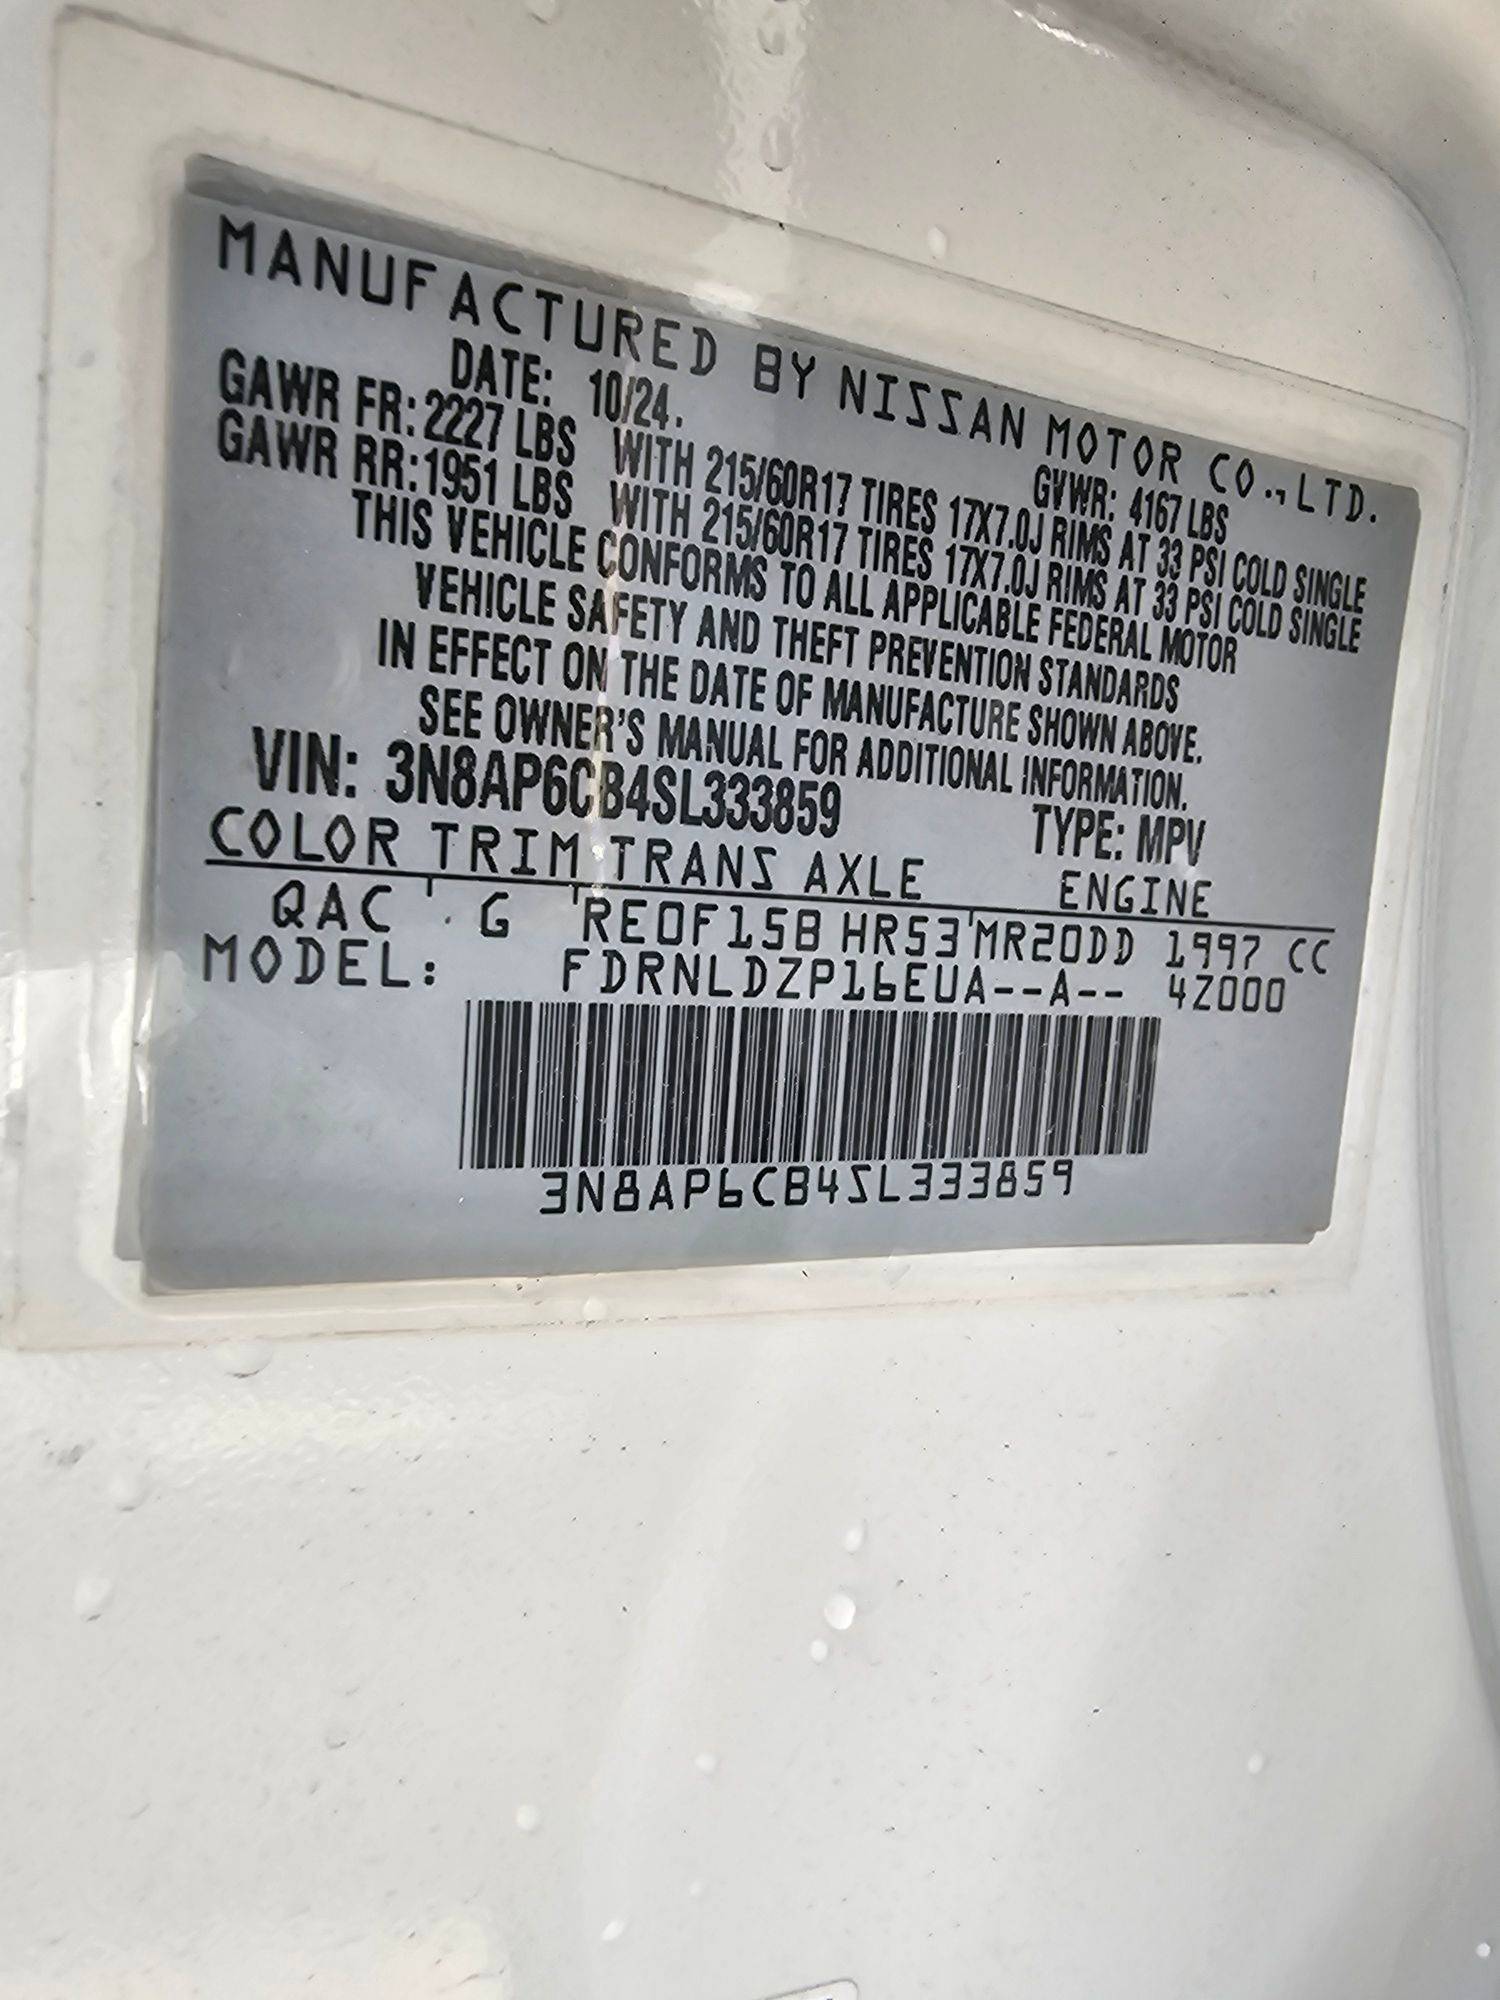 MANUFACTURED BY NISSAN MOTOR CO., LTD.
DATE: 10/24. GVWR: 4167 LBS
GAWR FR: 2227 LBS WITH 215/60R17 TIRES 17X7.0J RIMS AT 33 PSI COLD SINGLE
GAWR RR: 1951 LBS WITH 215/60R17 TIRES 17X7.0J RIMS AT 33 PSI COLD SINGLE
THIS VEHICLE CONFORMS TO ALL APPLICABLE FEDERAL MOTOR
VEHICLE SAFETY AND THEFT PREVENTION STANDARDS
IN EFFECT ON THE DATE OF MANUFACTURE SHOWN ABOVE.
SEE OWNER'S MANUAL FOR ADDITIONAL INFORMATION.
VIN: 3N8AP6CB4SL333859 TYPE: MPV
COLOR TRIM TRANS AXLE ENGINE
QAC G RE0F15B HR53 MR20DD 1997 CC
MODEL: FDRNLDZP16EUA--A-- 4Z000
3N8AP6CB4SL333859